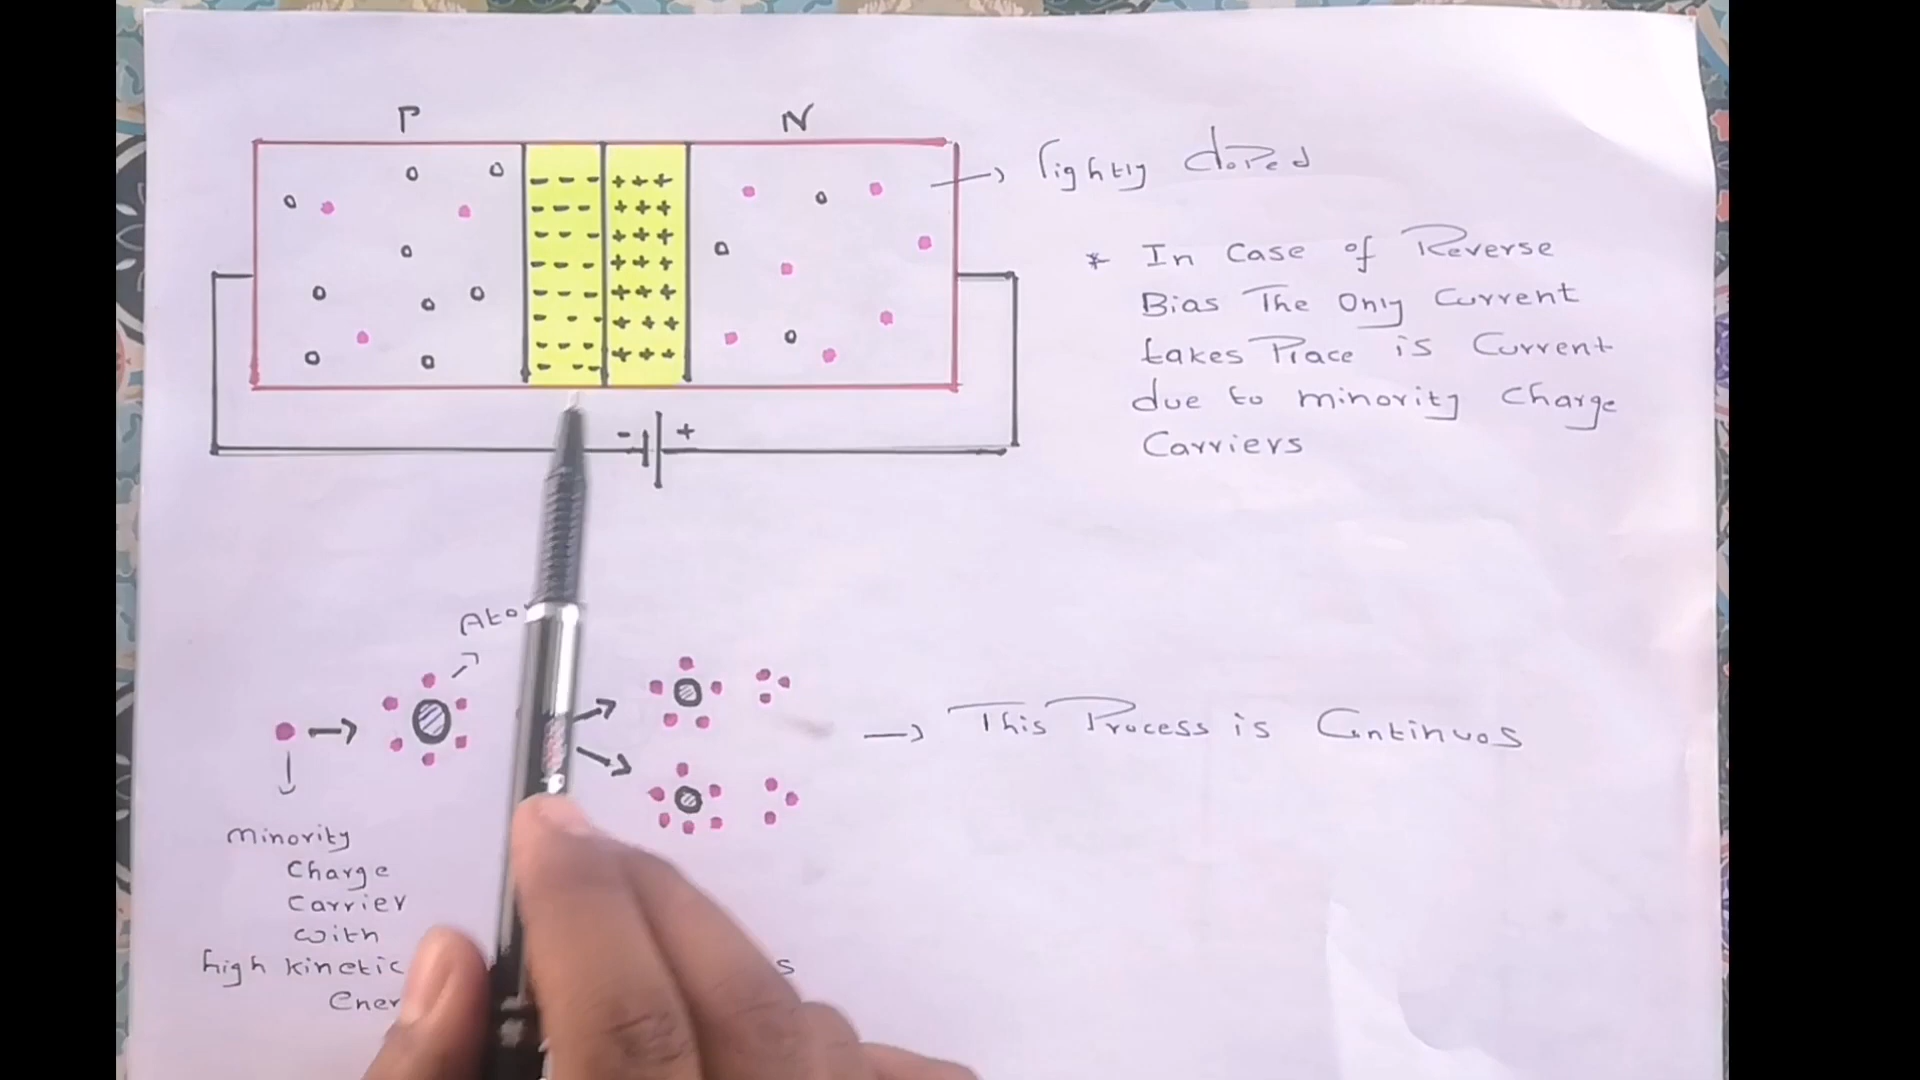 P
N
lightly doped
* In Case of Reverse
Bias The Only Current
takes Place is Current
due to minority Charge
Carriers
- +
Minority
Charge
Carrier
with
high kinetic
This Process is Continuos